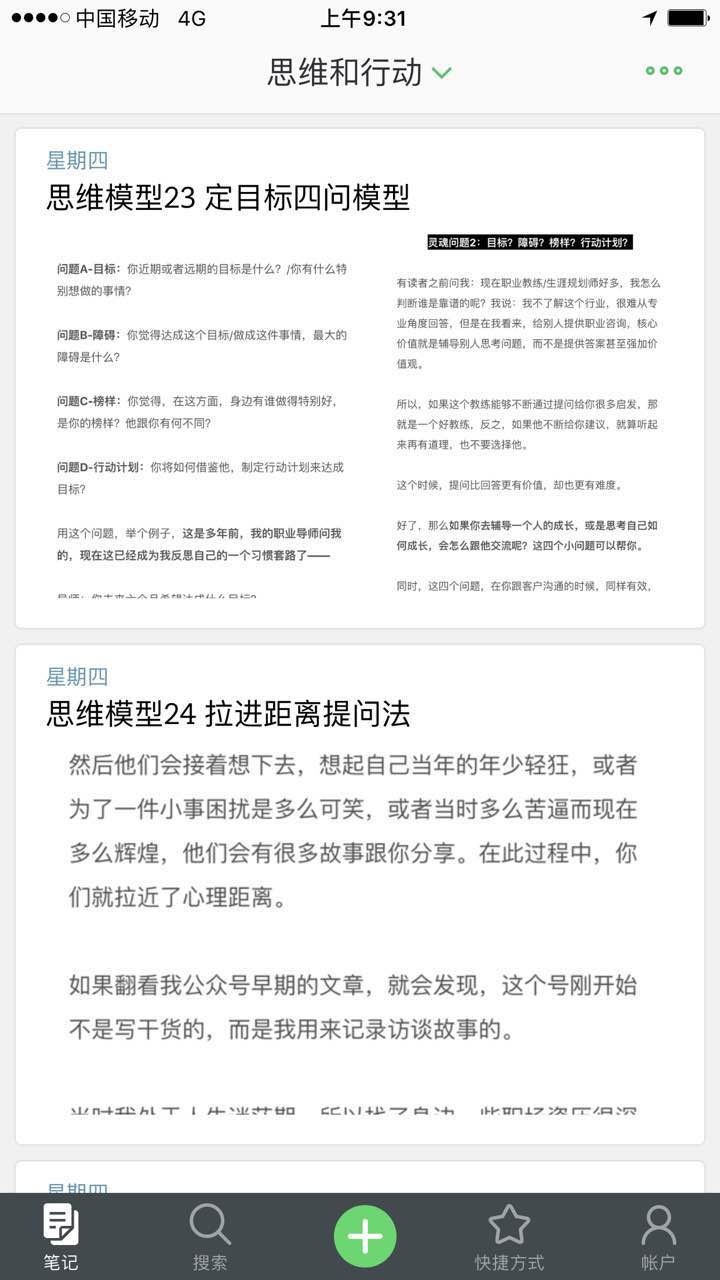 中国移动 4G 上午9:31
思维和行动
星期四
思维模型23 定目标四问模型
问题A-目标：你近期或者远期的目标是什么？/你有什么特
别想做的事情？
问题B-障碍：你觉得达成这个目标/做成这件事情，最大的
障碍是什么？
问题C-榜样：你觉得，在这方面，身边有谁做得特别好，
是你的榜样？他跟你有何不同？
问题D-行动计划：你将如何借鉴他，制定行动计划来达成
目标？
用这个问题，举个例子，这是多年前，我的职业导师问我
的，现在这已经成为我反思自己的一个习惯套路了——
灵魂问题2：目标？障碍？榜样？行动计划？
有读者之前问我：现在职业教练/生涯规划师好多，我怎么
判断谁是靠谱的呢？我说：我不了解这个行业，很难从专
业角度回答，但是在我看来，给别人提供职业咨询，核心
价值就是辅导别人思考问题，而不是提供答案甚至强加价
值观。
所以，如果这个教练能够不断通过提问给你很多启发，那
就是一个好教练，反之，如果他不断给你建议，就算听起
来再有道理，也不要选择他。
这个时候，提问比回答更有价值，却也更有难度。
好了，那么如果你去辅导一个人的成长，或是思考自己如
何成长，会怎么跟他交流呢？这四个小问题可以帮你。
同时，这四个问题，在你跟客户沟通的时候，同样有效，
星期四
思维模型24 拉进距离提问法
然后他们会接着想下去，想起自己当年的年少轻狂，或者
为了一件小事困扰是多么可笑，或者当时多么苦逼而现在
多么辉煌，他们会有很多故事跟你分享。在此过程中，你
们就拉近了心理距离。
如果翻看我公众号早期的文章，就会发现，这个号刚开始
不是写干货的，而是我用来记录访谈故事的。
星期四
笔记 搜索 快捷方式 帐户